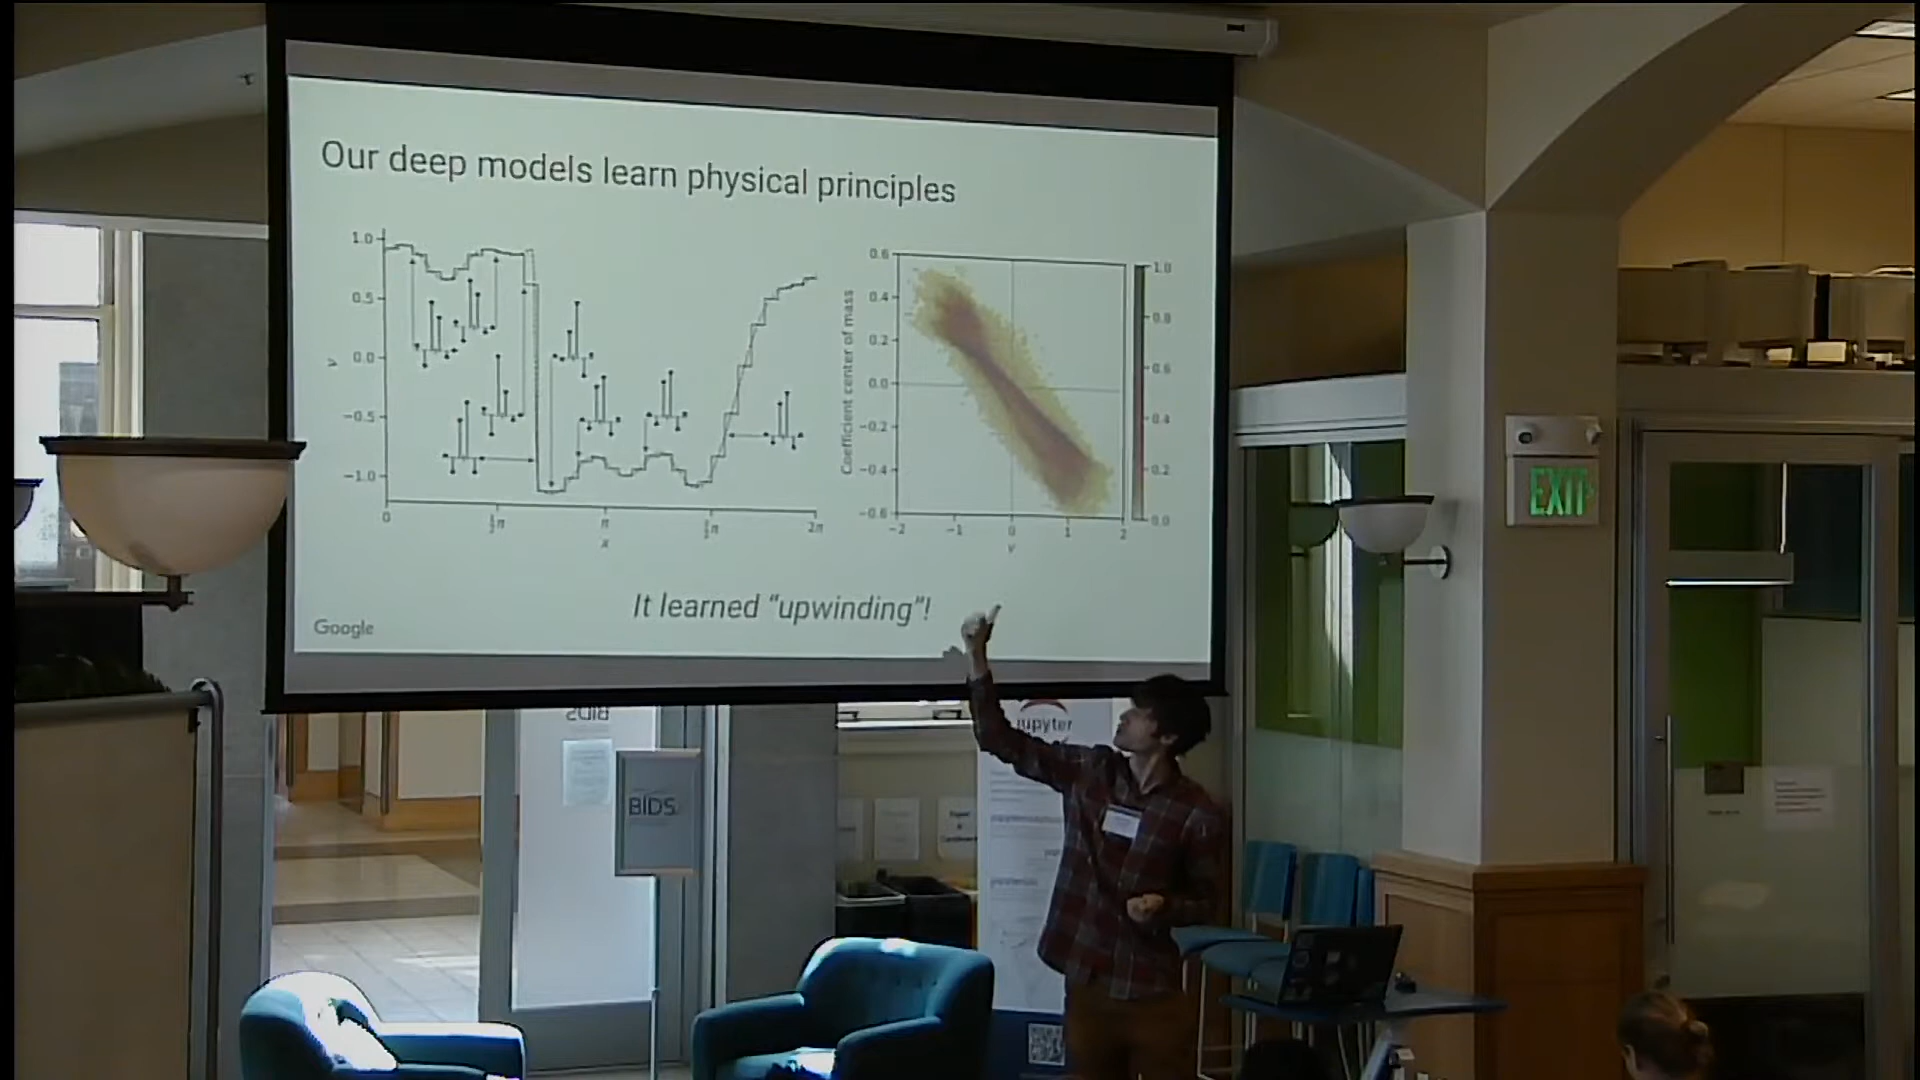 Our deep models learn physical principles
1.0
0.5
0.0
−0.5
−1.0
v
0
π
2π
x
0.6
0.4
0.2
0.0
−0.2
−0.4
−0.6
Coefficient center of mass
−2
−1
0
1
2
v
1.0
0.8
0.6
0.4
0.2
0.0
It learned “upwinding”!
Google
EXIT
BIDS
BIDS
jupyter